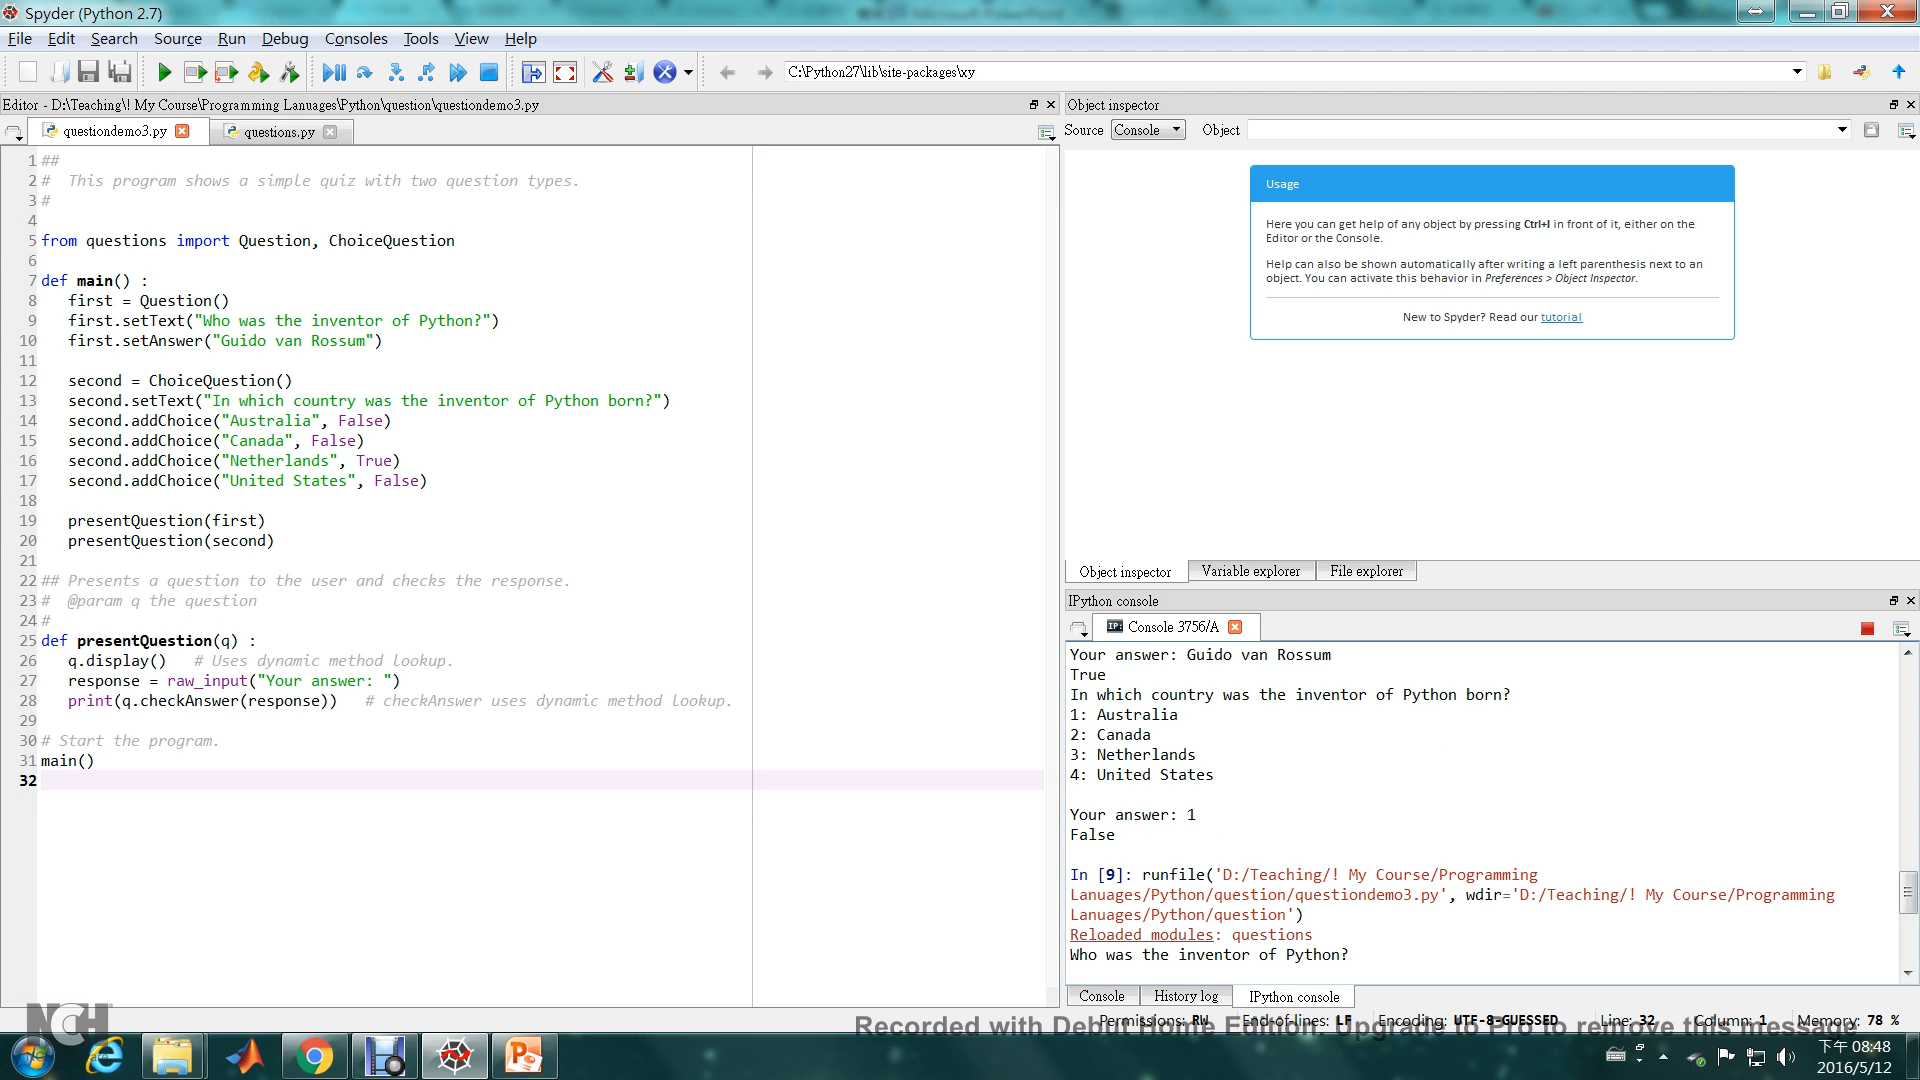 Spyder (Python 2.7)
File Edit Search Source Run Debug Consoles Tools View Help
C:\Python27\lib\site-packages\xy
Editor - D:\Teaching\! My Course\Programming Lanuages\Python\question\questiondemo3.py
questiondemo3.py questions.py
1 ##
2 #  This program shows a simple quiz with two question types.
3 #
4
5 from questions import Question, ChoiceQuestion
6
7 def main() :
8    first = Question()
9    first.setText("Who was the inventor of Python?")
10    first.setAnswer("Guido van Rossum")
11
12    second = ChoiceQuestion()
13    second.setText("In which country was the inventor of Python born?")
14    second.addChoice("Australia", False)
15    second.addChoice("Canada", False)
16    second.addChoice("Netherlands", True)
17    second.addChoice("United States", False)
18
19    presentQuestion(first)
20    presentQuestion(second)
21
22 ## Presents a question to the user and checks the response.
23 #  @param q the question
24 #
25 def presentQuestion(q) :
26    q.display()   # Uses dynamic method lookup.
27    response = raw_input("Your answer: ")
28    print(q.checkAnswer(response))   # checkAnswer uses dynamic method lookup.
29
30 # Start the program.
31 main()
32
Object inspector
Source Console Object
Usage
Here you can get help of any object by pressing Ctrl+I in front of it, either on the
Editor or the Console.
Help can also be shown automatically after writing a left parenthesis next to an
object. You can activate this behavior in Preferences > Object Inspector.
New to Spyder? Read our tutorial
Object inspector Variable explorer File explorer
IPython console
Console 3756/A
Your answer: Guido van Rossum
True
In which country was the inventor of Python born?
1: Australia
2: Canada
3: Netherlands
4: United States
Your answer: 1
False
In [9]: runfile('D:/Teaching/! My Course/Programming
Lanuages/Python/question/questiondemo3.py', wdir='D:/Teaching/! My Course/Programming
Lanuages/Python/question')
Reloaded modules: questions
Who was the inventor of Python?
Console History log IPython console
Permissions: RW End-of-lines: LF Encoding: UTF-8-GUESSED Line: 32 Column: 1 Memory: 78 %
NCH
Recorded with Debut Home Edition. Upgrade to Pro to remove this message
下午 08:48
2016/5/12